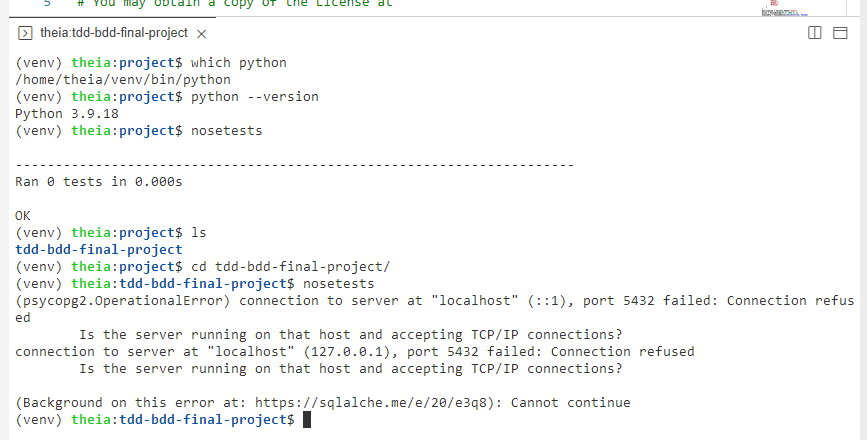 5 # You may obtain a copy of the License at
theia:tdd-bdd-final-project ×
(venv) theia:project$ which python
/home/theia/venv/bin/python
(venv) theia:project$ python --version
Python 3.9.18
(venv) theia:project$ nosetests
----------------------------------------------------------------------
Ran 0 tests in 0.000s
OK
(venv) theia:project$ ls
tdd-bdd-final-project
(venv) theia:project$ cd tdd-bdd-final-project/
(venv) theia:tdd-bdd-final-project$ nosetests
(psycopg2.OperationalError) connection to server at "localhost" (::1), port 5432 failed: Connection refus
ed
Is the server running on that host and accepting TCP/IP connections?
connection to server at "localhost" (127.0.0.1), port 5432 failed: Connection refused
Is the server running on that host and accepting TCP/IP connections?
(Background on this error at: https://sqlalche.me/e/20/e3q8): Cannot continue
(venv) theia:tdd-bdd-final-project$